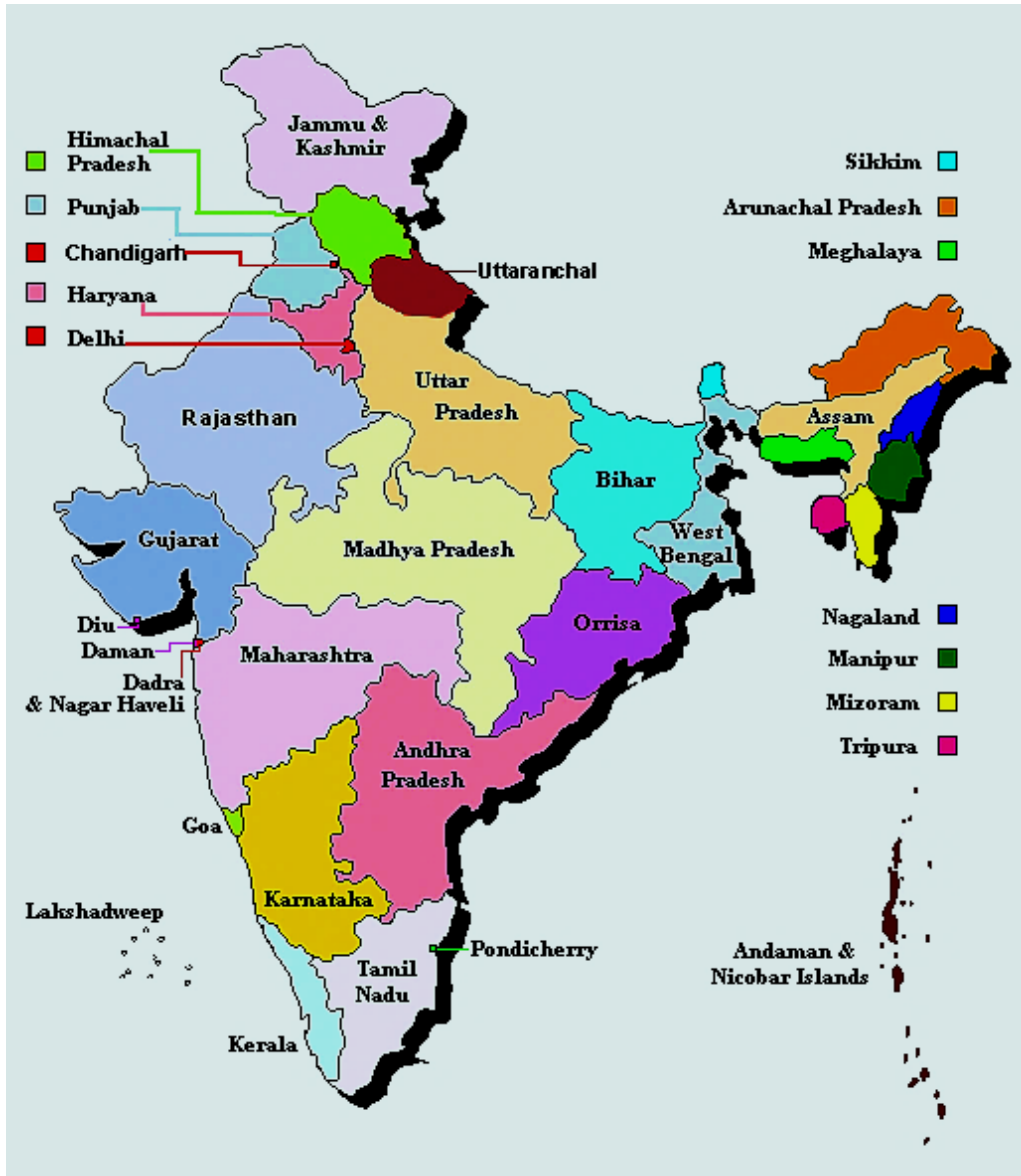 Jammu &
Kashmir
Himachal
Pradesh
Punjab
Chandigarh
Haryana
Delhi
Uttaranchal
Sikkim
Arunachal Pradesh
Meghalaya
Rajasthan
Uttar
Pradesh
Assam
Bihar
West
Bengal
Gujarat
Madhya Pradesh
Diu
Daman
Dadra
& Nagar Haveli
Maharashtra
Orrisa
Nagaland
Manipur
Mizoram
Tripura
Andhra
Pradesh
Goa
Karnataka
Lakshadweep
Pondicherry
Tamil
Nadu
Kerala
Andaman &
Nicobar Islands